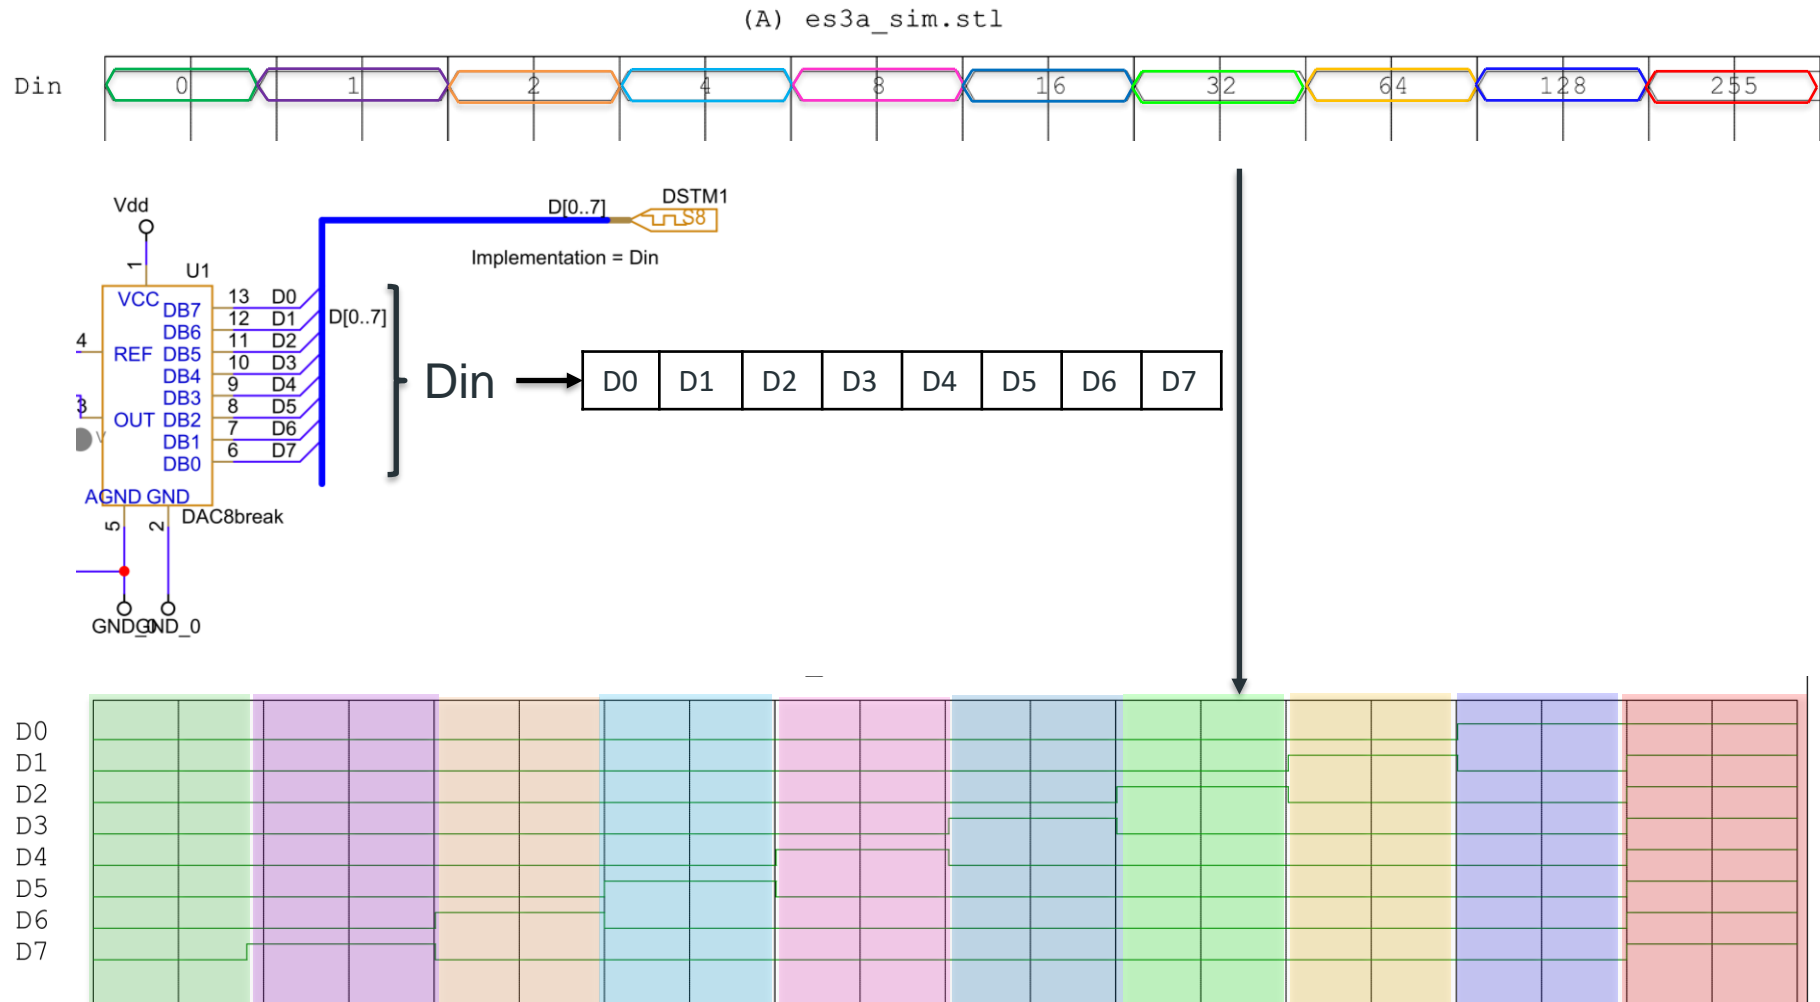 (A) es3a_sim.stl
Din 0 1 2 4 8 16 32 64 128 255
DSTM1
Vdd
D[0..7]
S8
Implementation = Din
1
U1
VCC
DB7 13 D0
DB6 12 D1
D[0..7]
4
REF DB5 11 D2
DB4 10 D3
DB3 9 D4
3
OUT DB2 8 D5
DB1 7 D6
DB0 6 D7
V
Din
D0 D1 D2 D3 D4 D5 D6 D7
AGND GND
5
2
DAC8break
GND_0
GND_0
D0
D1
D2
D3
D4
D5
D6
D7